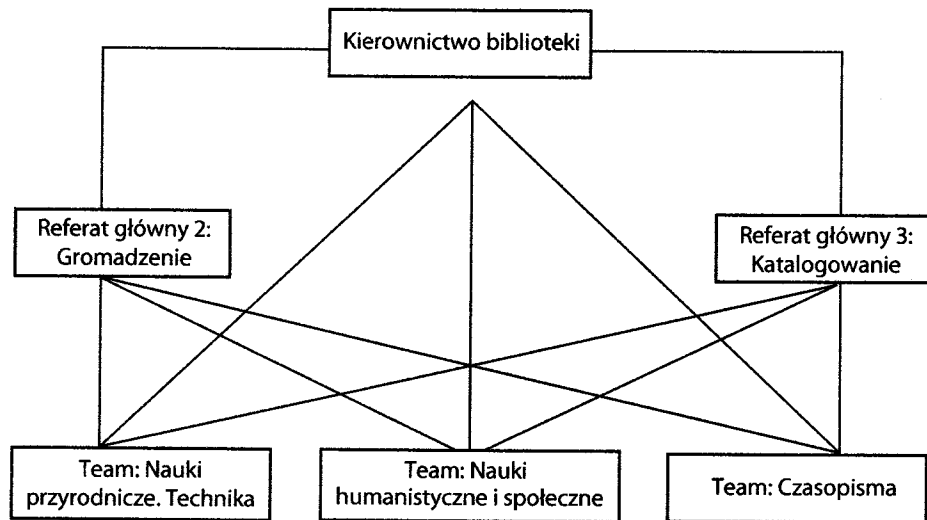 Kierownictwo biblioteki
Referat główny 2:
Gromadzenie
Referat główny 3:
Katalogowanie
Team: Nauki
przyrodnicze. Technika
Team: Nauki
humanistyczne i społeczne
Team: Czasopisma